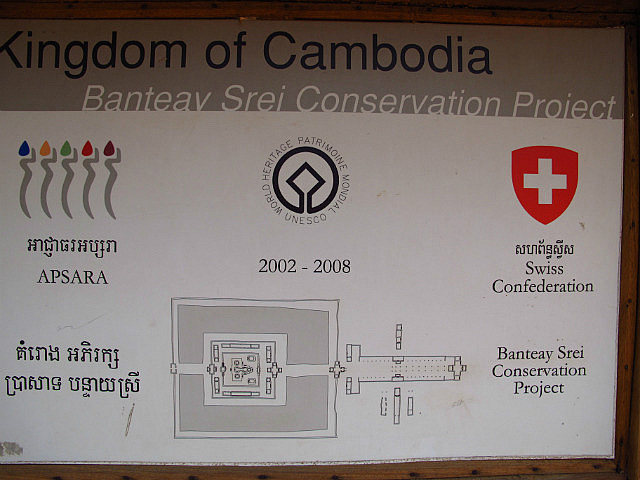 Kingdom of Cambodia
Banteay Srei Conservation Project
WORLD HERITAGE PATRIMOINE MONDIAL
UNESCO
អាជ្ញាធរអប្សរា
APSARA
2002 - 2008
សហព័ន្ធស្វីស
Swiss
Confederation
គំរោង អភិរក្ស
ប្រាសាទ បន្ទាយស្រី
Banteay Srei
Conservation
Project